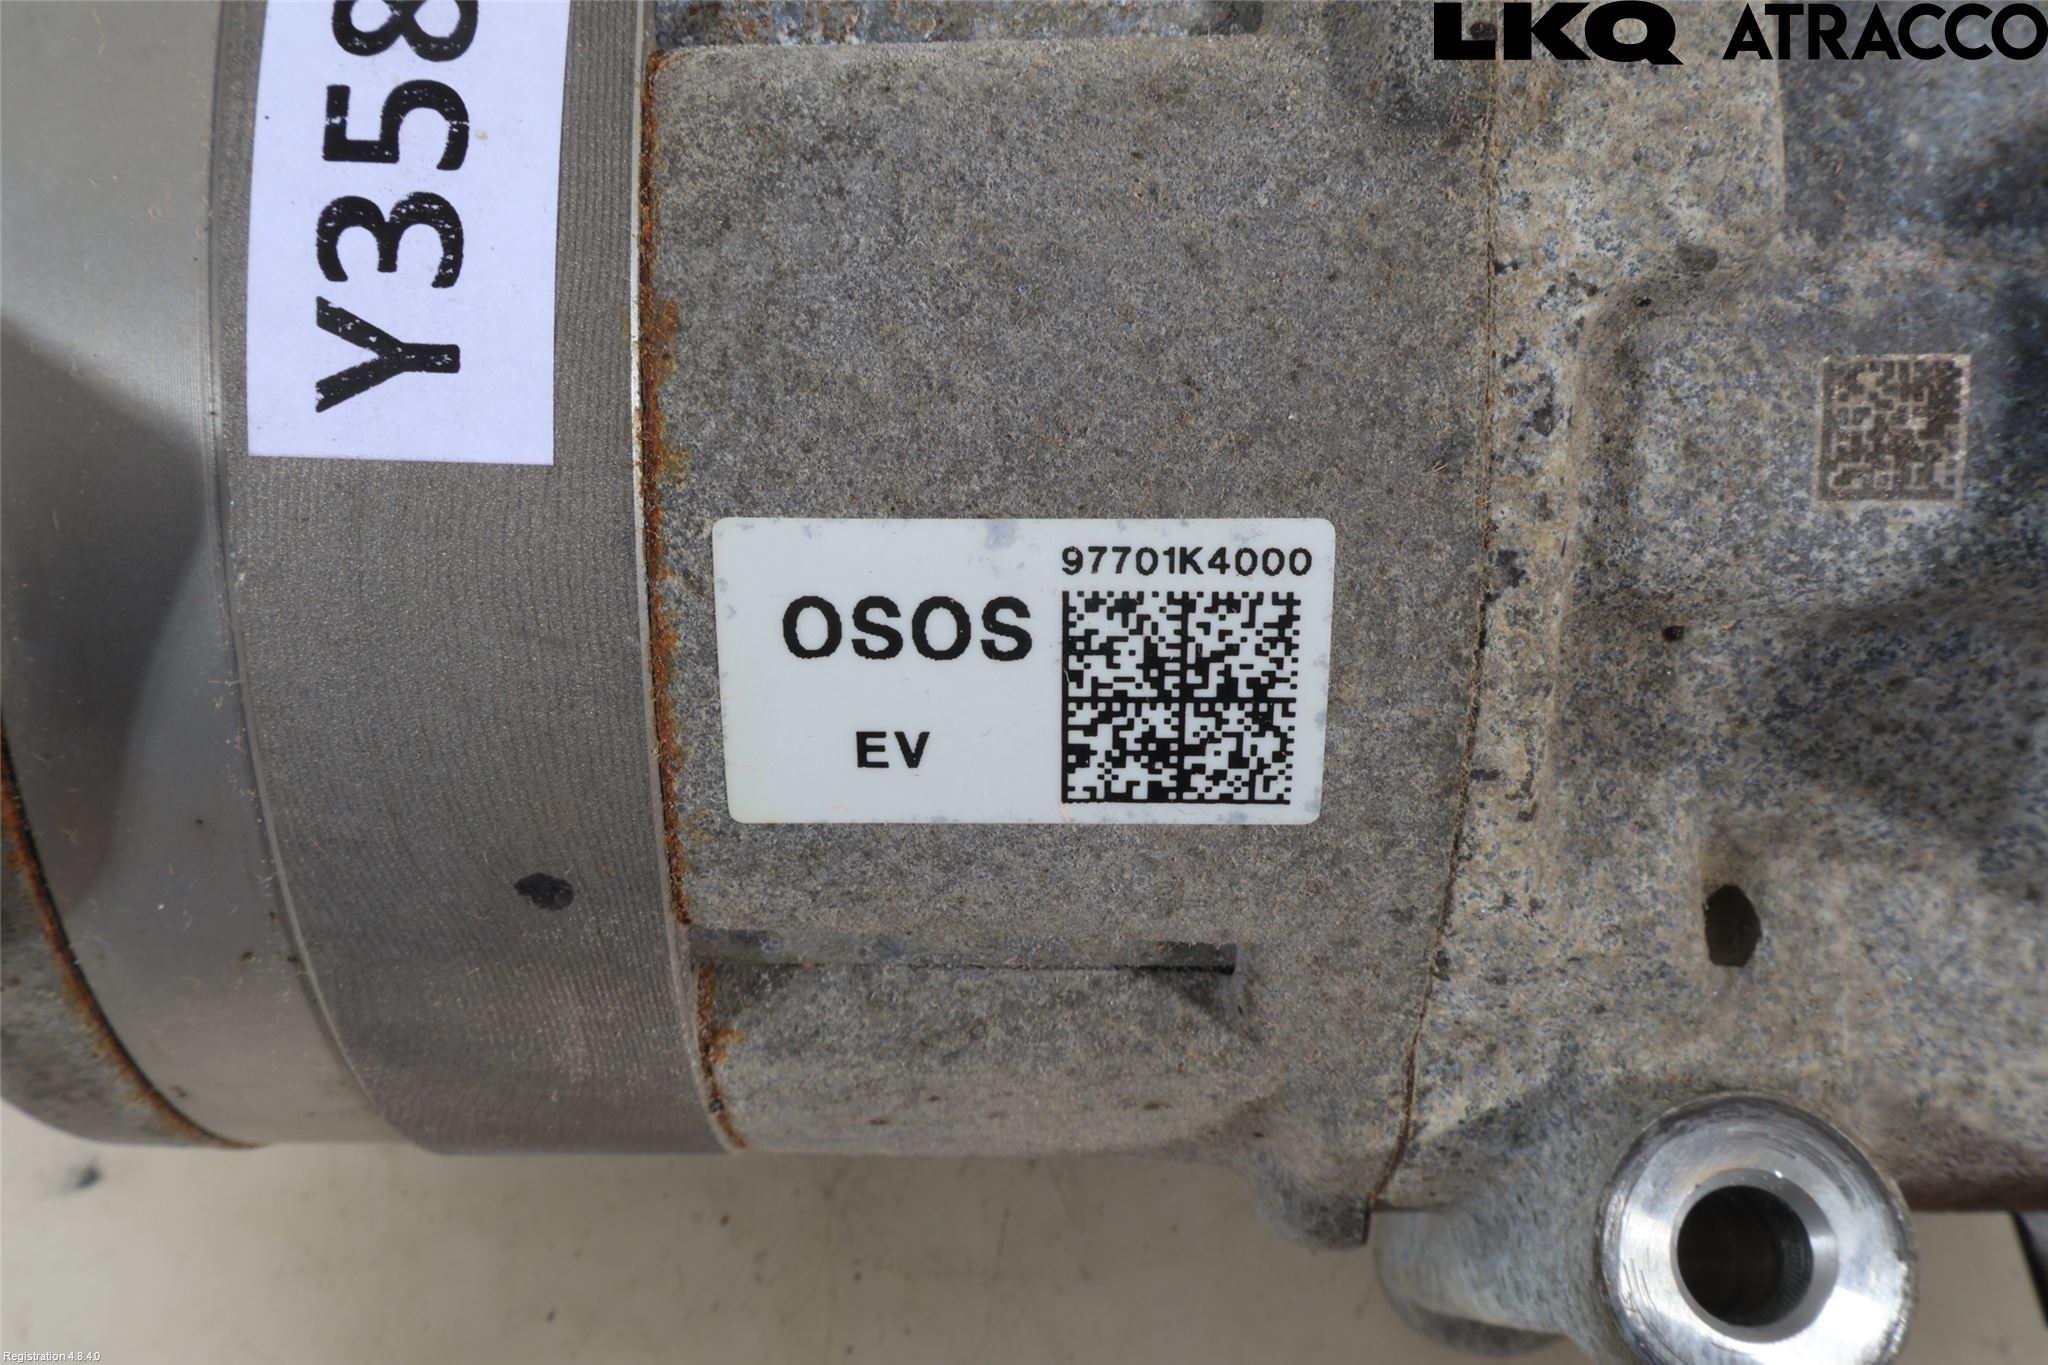 LKQ ATRACCO
Y358
97701K4000
OSOS
EV
Registration 4.8.4.0